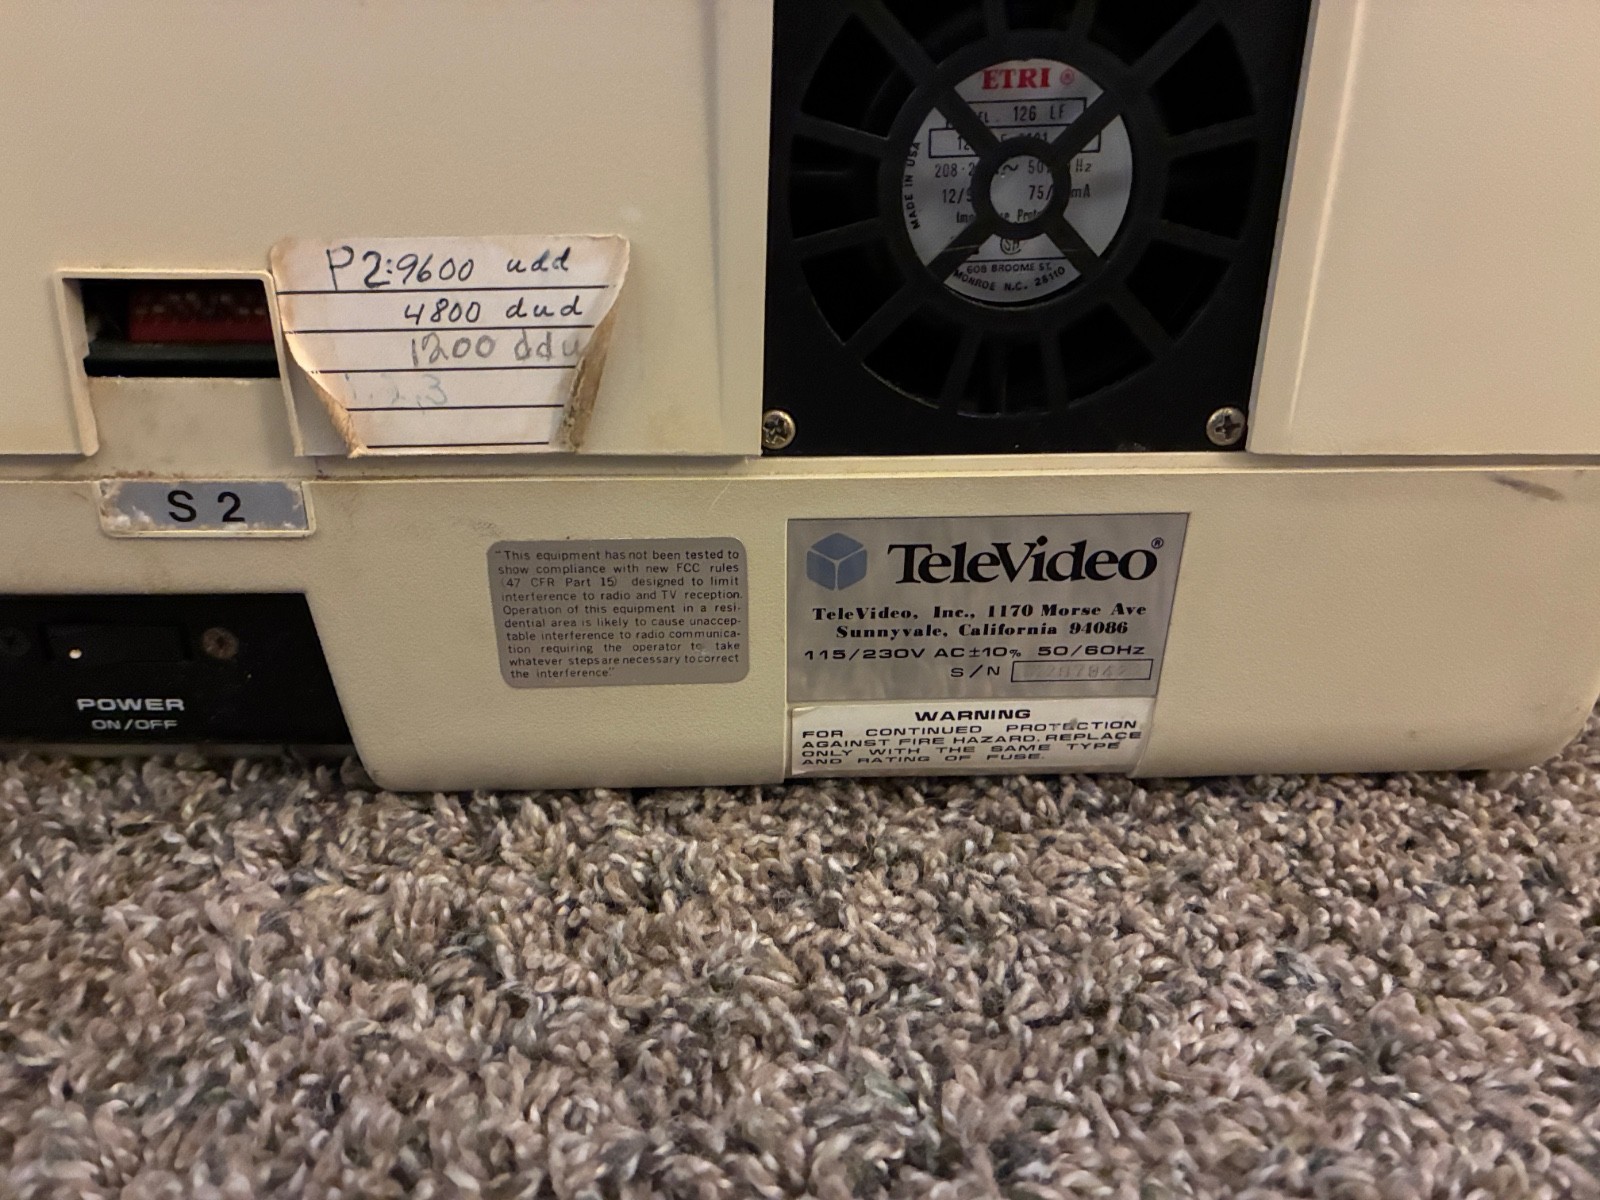 ETRI ®
126 LF
208
50
Hz
12/
75/
mA
MADE IN USA
608 BROOME ST.
MONROE N.C. 28110
P2:9600 udd
4800 dud
1200 ddu
1,2,3
S 2
"This equipment has not been tested to
show compliance with new FCC rules
(47 CFR Part 15) designed to limit
interference to radio and TV reception.
Operation of this equipment in a resi-
dential area is likely to cause unaccep-
table interference to radio communica-
tion requiring the operator to take
whatever steps are necessary to correct
the interference."
TeleVideo®
TeleVideo, Inc., 1170 Morse Ave
Sunnyvale, California 94086
115/230V AC±10% 50/60Hz
S/N
WARNING
FOR CONTINUED PROTECTION
AGAINST FIRE HAZARD, REPLACE
ONLY WITH THE SAME TYPE
AND RATING OF FUSE.
POWER
ON/OFF